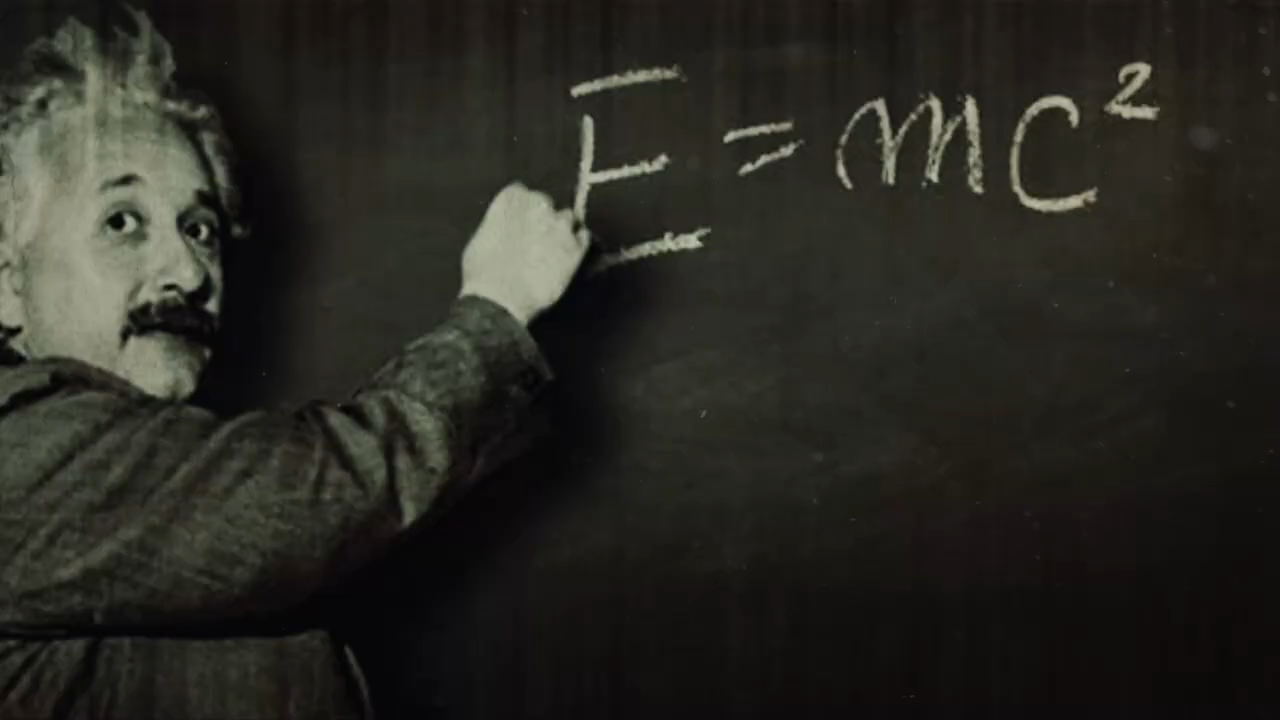 E = mc²